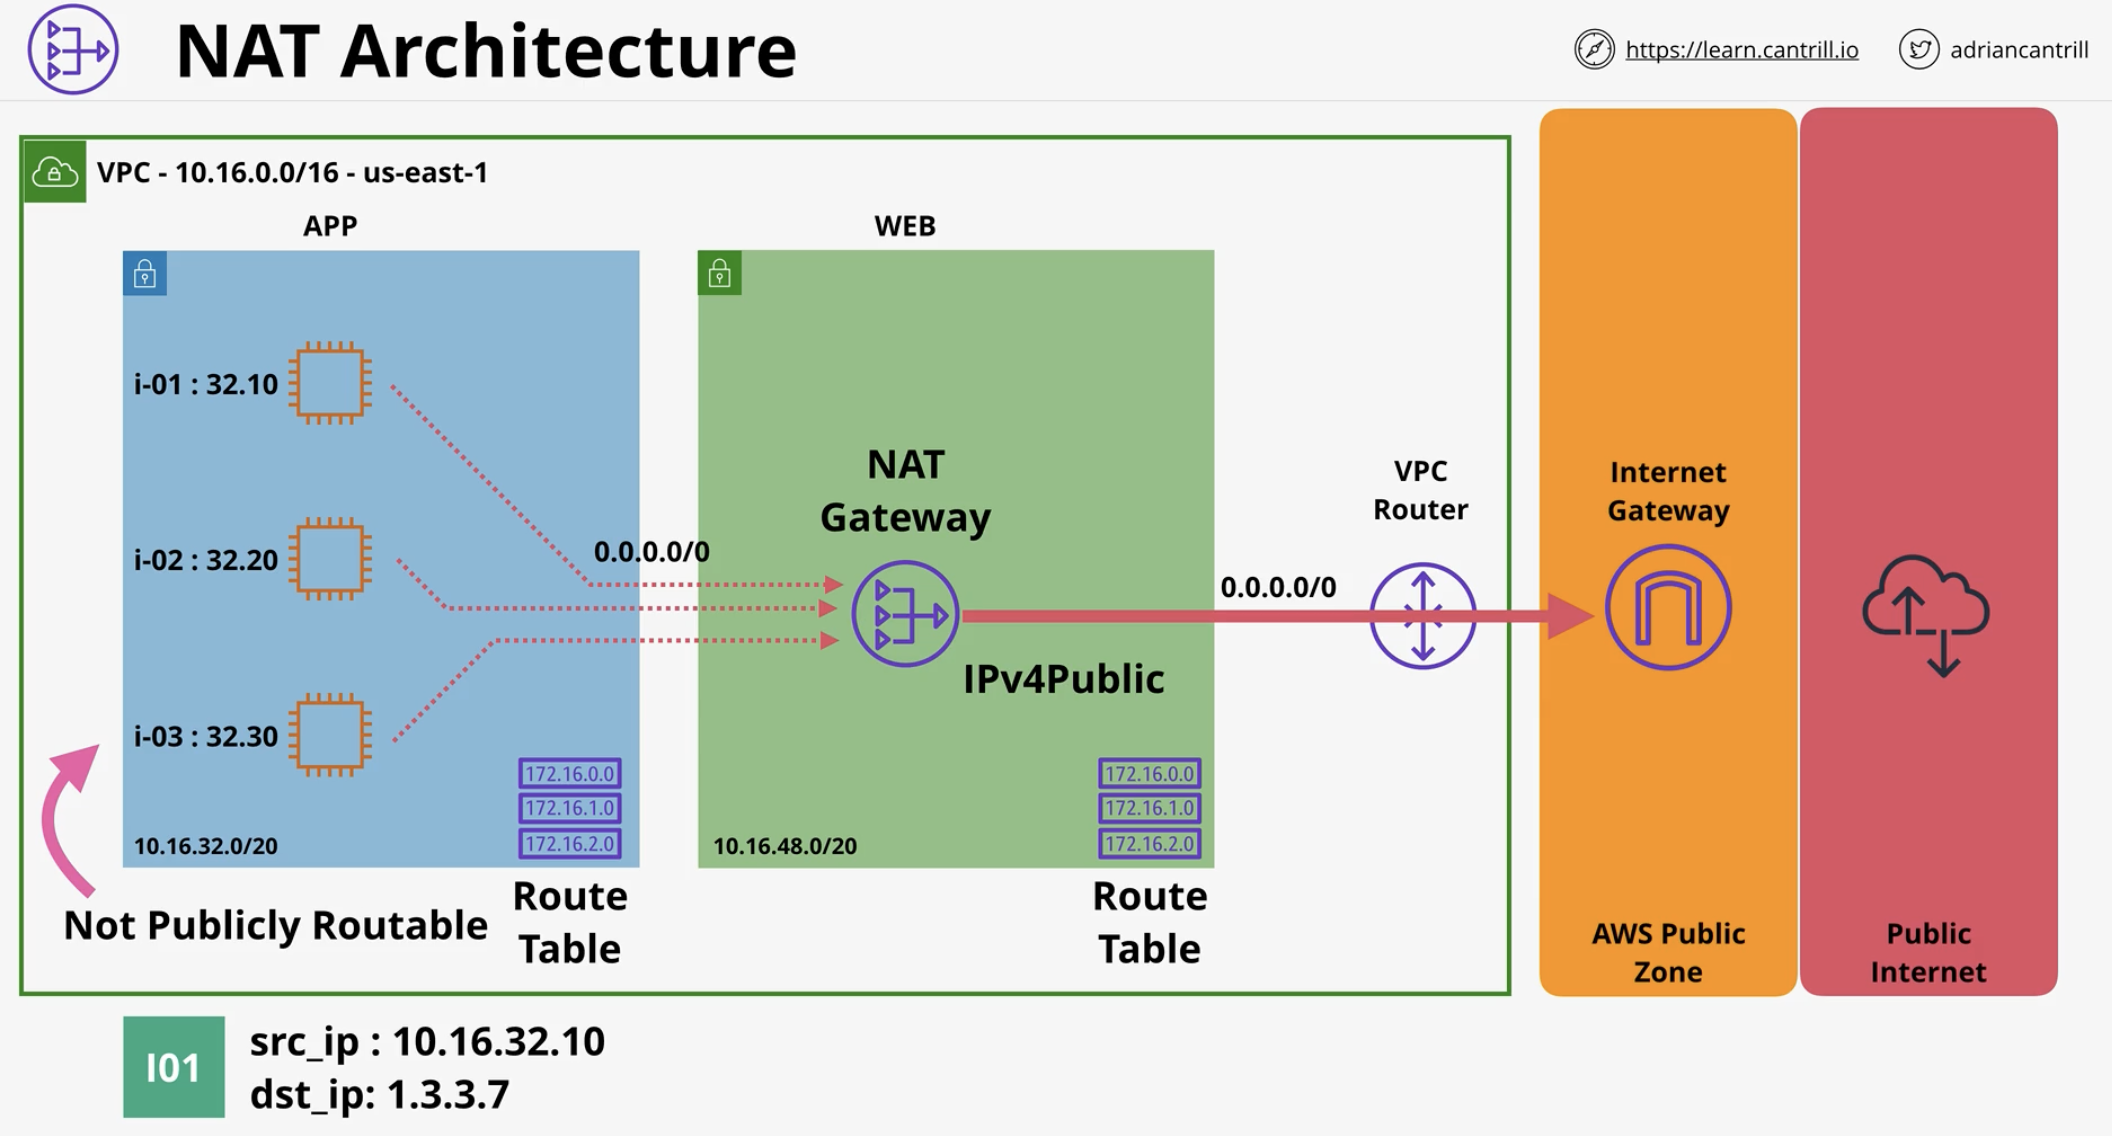 NAT Architecture
https://learn.cantrill.io
adriancantrill
VPC - 10.16.0.0/16 - us-east-1
APP
WEB
i-01 : 32.10
i-02 : 32.20
i-03 : 32.30
0.0.0.0/0
NAT
Gateway
IPv4Public
0.0.0.0/0
VPC
Router
Internet
Gateway
172.16.0.0
172.16.1.0
172.16.2.0
10.16.32.0/20
172.16.0.0
172.16.1.0
172.16.2.0
10.16.48.0/20
Not Publicly Routable
Route
Table
Route
Table
AWS Public
Zone
Public
Internet
I01
src_ip : 10.16.32.10
dst_ip: 1.3.3.7